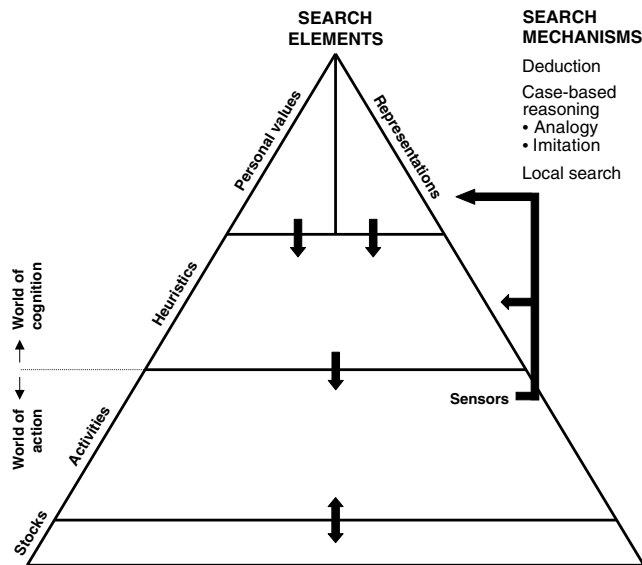 SEARCH
ELEMENTS
SEARCH
MECHANISMS
Deduction
Case-based
reasoning
• Analogy
• Imitation
Local search
Personal values
Representations
Heuristics
World of
cognition
World of
action
Activities
Sensors
Stocks